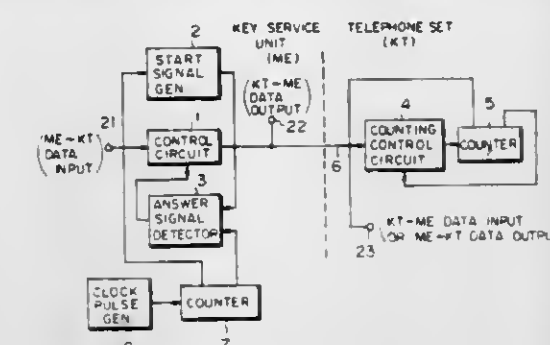 2
KEY SERVICE
UNIT
(ME)
TELEPHONE SET
(KT)
START
SIGNAL
GEN
(KT-ME
DATA
OUTPUT)
22
21
(ME-KT
DATA
INPUT)
1
CONTROL
CIRCUIT
4
COUNTING
CONTROL
CIRCUIT
5
COUNTER
6
3
ANSWER
SIGNAL
DETECTOR
KT-ME DATA INPUT
OR ME-KT DATA OUTPU
23
CLOCK
PULSE
GEN
COUNTER
7